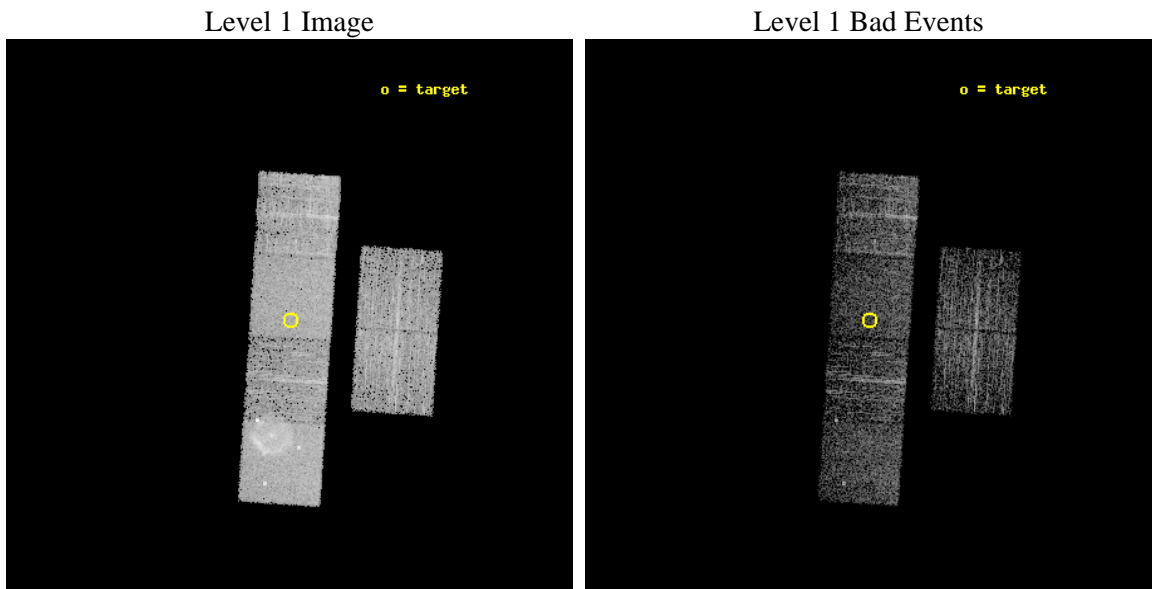 Level 1 Image
Level 1 Bad Events
o = target
o = target